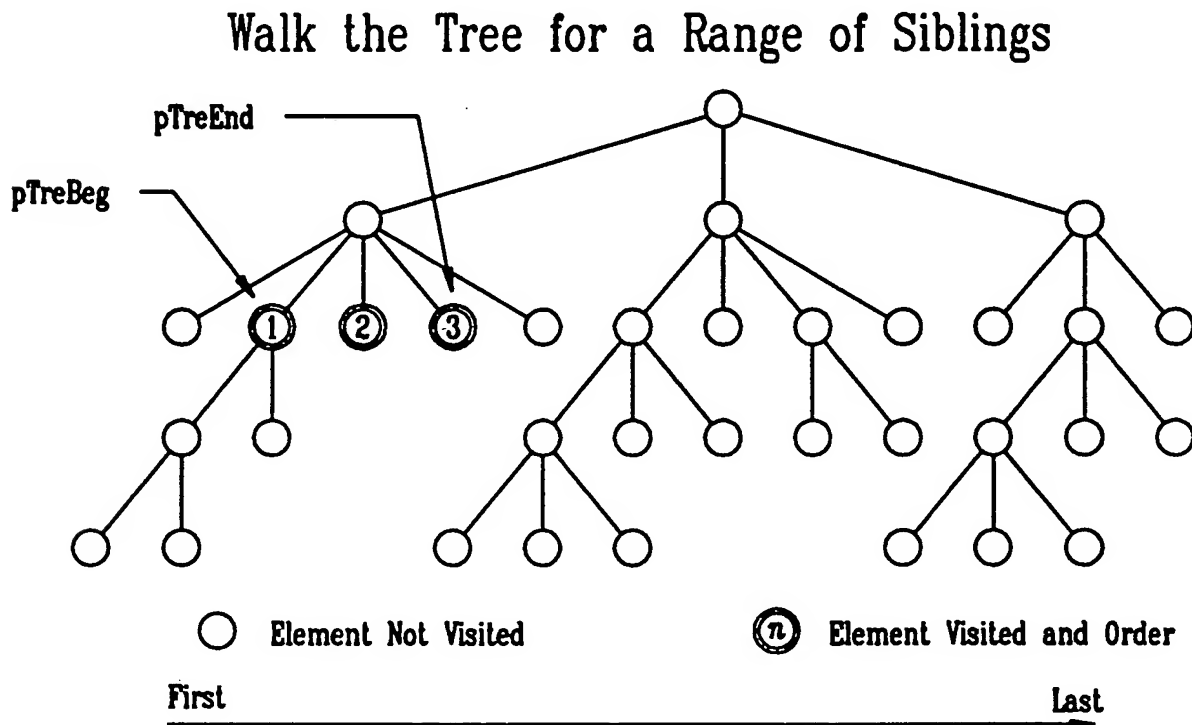 Walk the Tree for a Range of Siblings
pTreEnd
pTreBeg
1 2 3
Element Not Visited
n Element Visited and Order
First Last